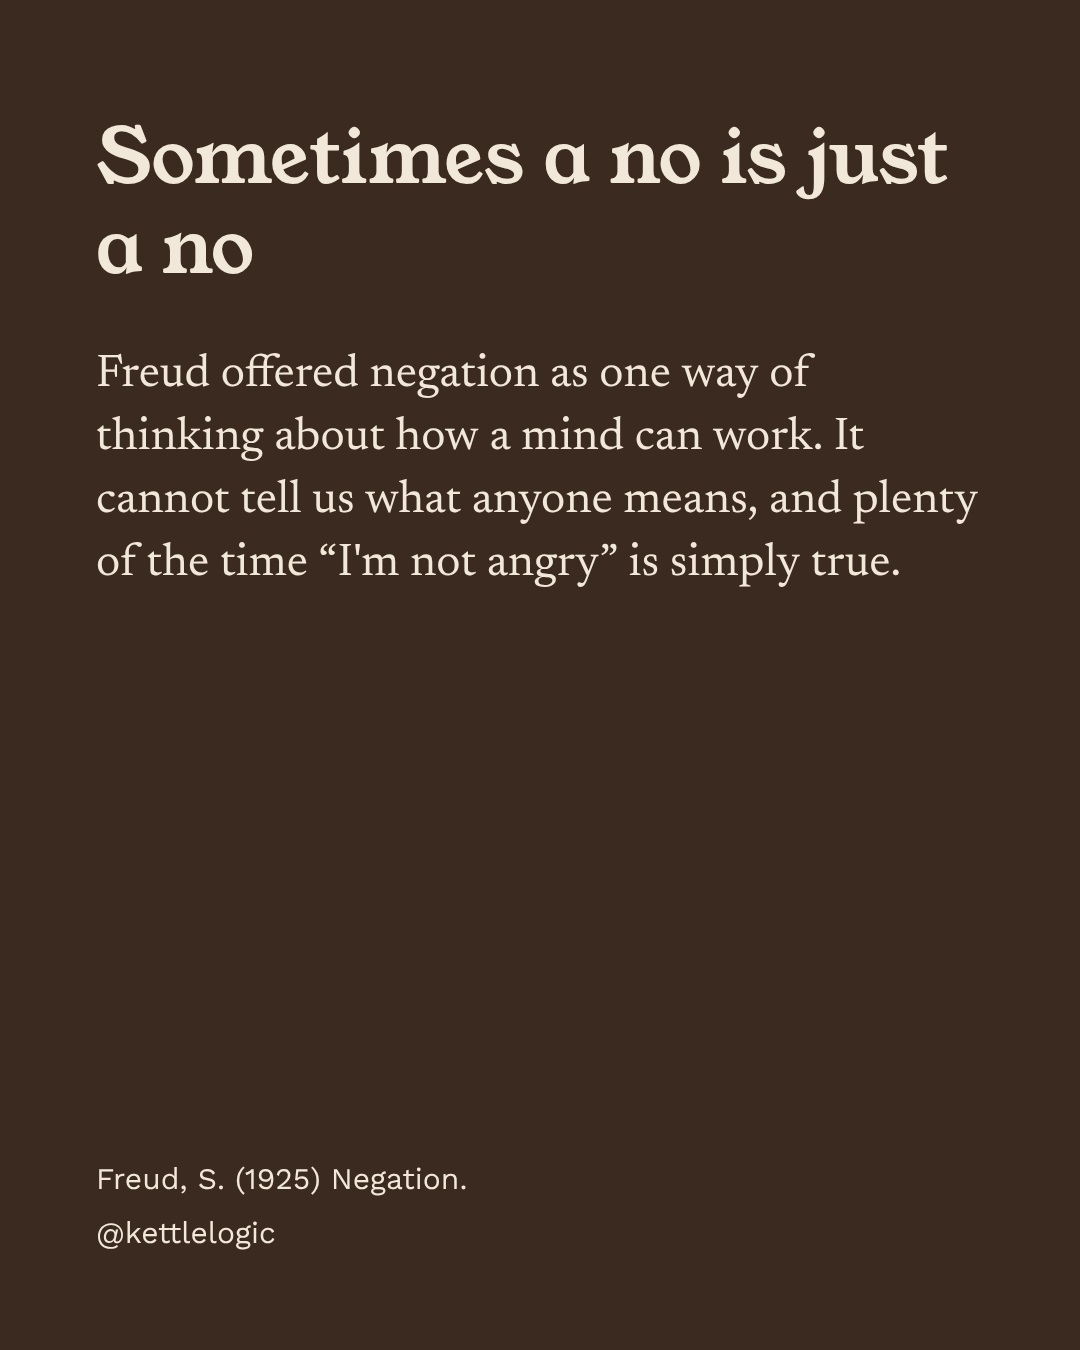 Sometimes a no is just
a no
Freud offered negation as one way of
thinking about how a mind can work. It
cannot tell us what anyone means, and plenty
of the time “I'm not angry” is simply true.
Freud, S. (1925) Negation.
@kettlelogic